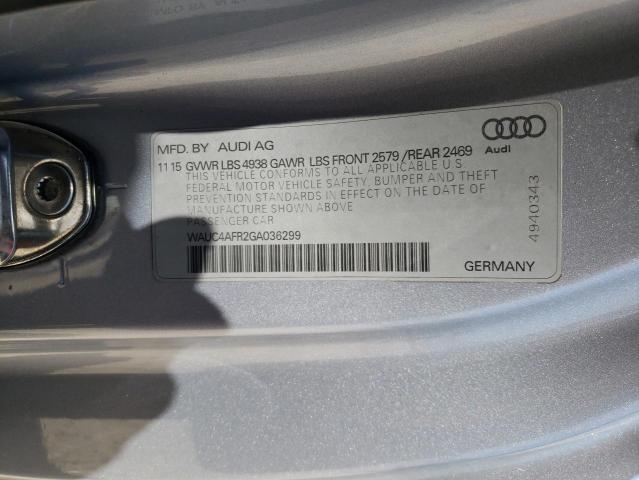 MFD. BY AUDI AG
11 15 GVWR LBS 4938 GAWR LBS FRONT 2579 /REAR 2469
THIS VEHICLE CONFORMS TO ALL APPLICABLE U.S.
FEDERAL MOTOR VEHICLE SAFETY, BUMPER AND THEFT
PREVENTION STANDARDS IN EFFECT ON THE DATE OF
MANUFACTURE SHOWN ABOVE
PASSENGER CAR
WAUC4AFR2GA036299
GERMANY
Audi
4940343